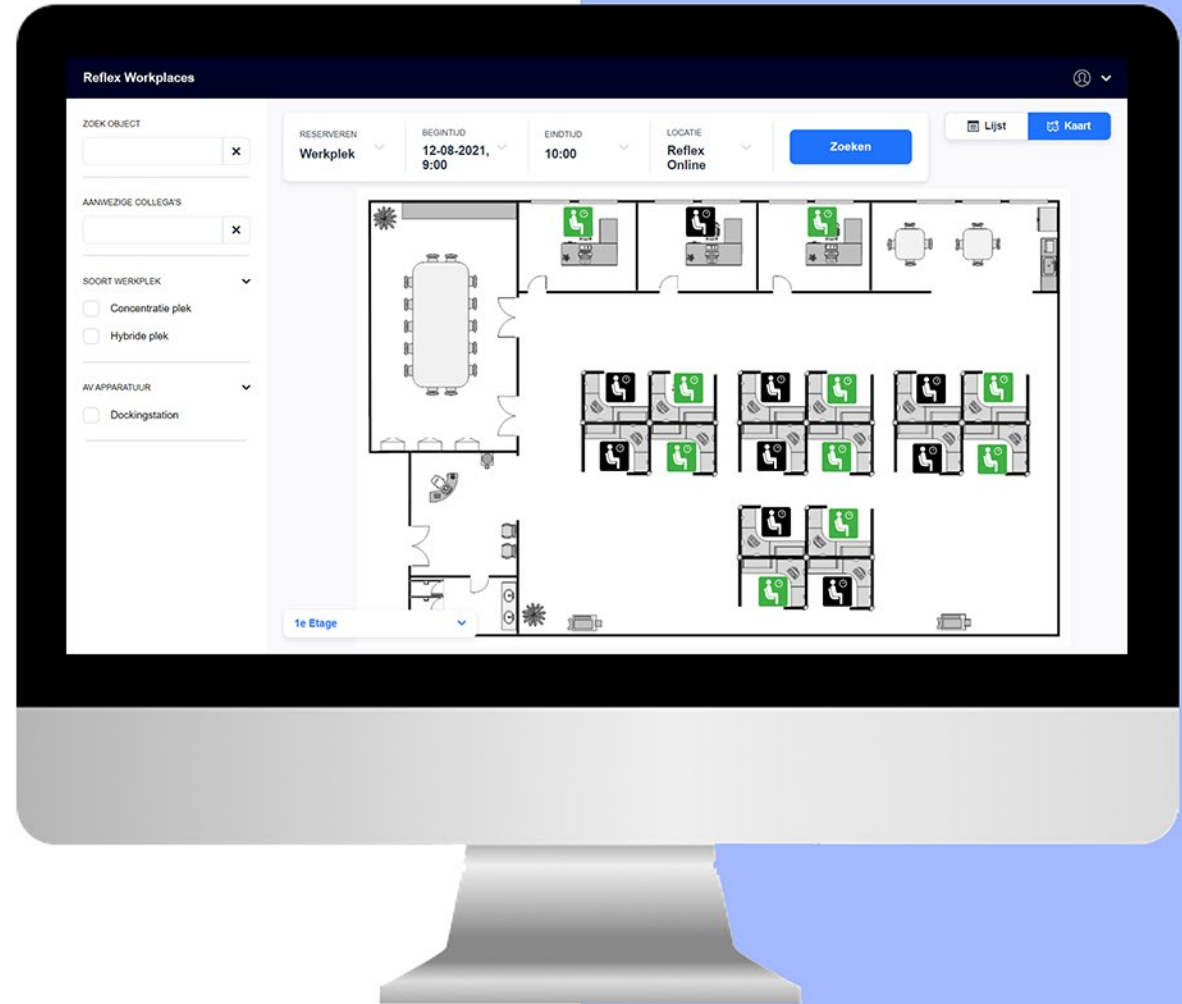 Reflex Workplaces
ZOEK OBJECT
AANWEZIGE COLLEGA'S
SOORT WERKPLEK
Concentratie plek
Hybride plek
AV APPARATUUR
Dockingstation
RESERVEREN
Werkplek
BEGINTIJD
12-08-2021,
9:00
EINDTIJD
10:00
LOCATIE
Reflex
Online
Zoeken
Lijst
Kaart
1e Etage